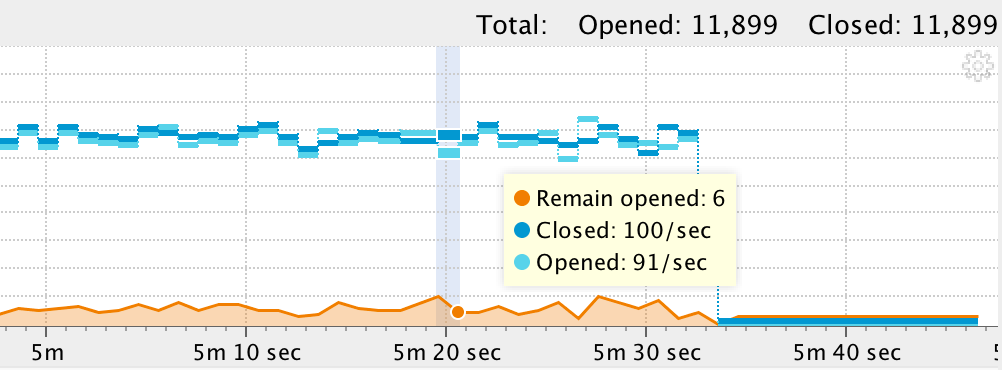 Total: Opened: 11,899 Closed: 11,899
Remain opened: 6
Closed: 100/sec
Opened: 91/sec
5m 5m 10 sec 5m 20 sec 5m 30 sec 5m 40 sec